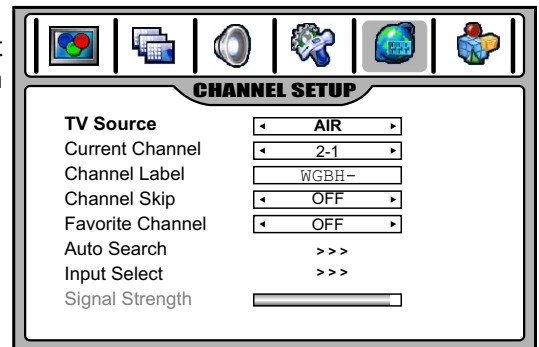 CHANNEL SETUP
TV Source AIR
Current Channel 2-1
Channel Label WGBH-
Channel Skip OFF
Favorite Channel OFF
Auto Search >>>
Input Select >>>
Signal Strength